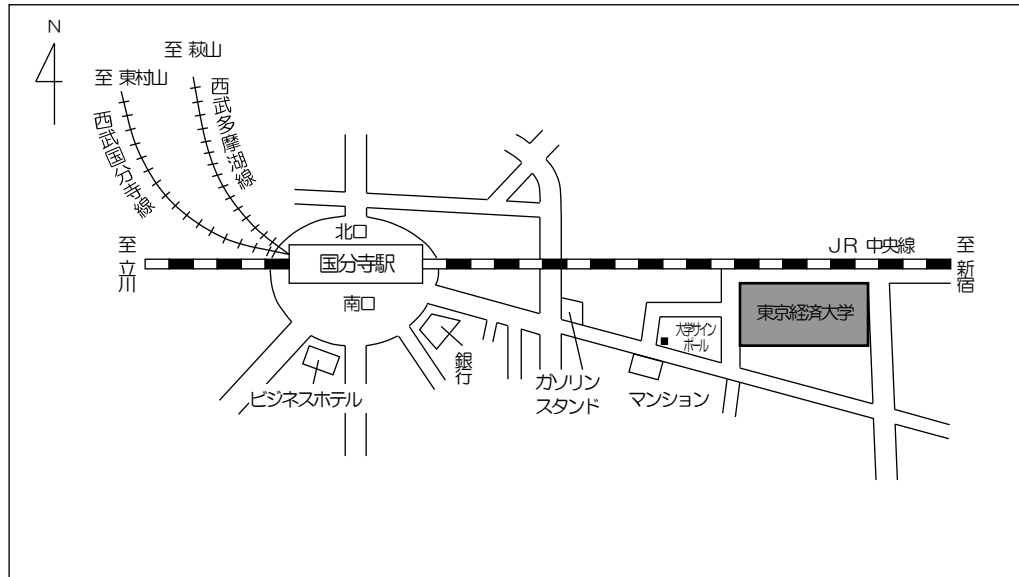 N
至 萩山
至 東村山
西武多摩湖線
西武国分寺線
北口
国分寺駅
南口
至立川
JR 中央線
至新宿
東京経済大学
大学サイン
ポール
銀行
ビジネスホテル
ガソリン
スタンド
マンション